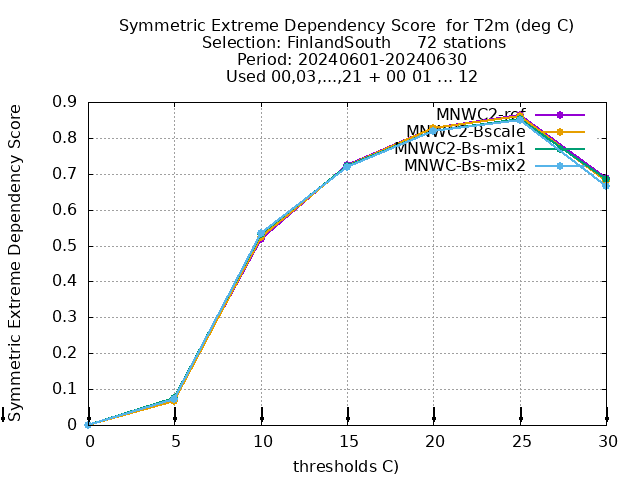 Symmetric Extreme Dependency Score for T2m (deg C)
Selection: FinlandSouth 72 stations
Period: 20240601-20240630
Used 00,03,...,21 + 00 01 ... 12
Symmetric Extreme Dependency Score
0.9
0.8
0.7
0.6
0.5
0.4
0.3
0.2
0.1
0
MNWC2-ref
MNWC2-Bscale
MNWC2-Bs-mix1
MNWC-Bs-mix2
0 5 10 15 20 25 30
thresholds C)